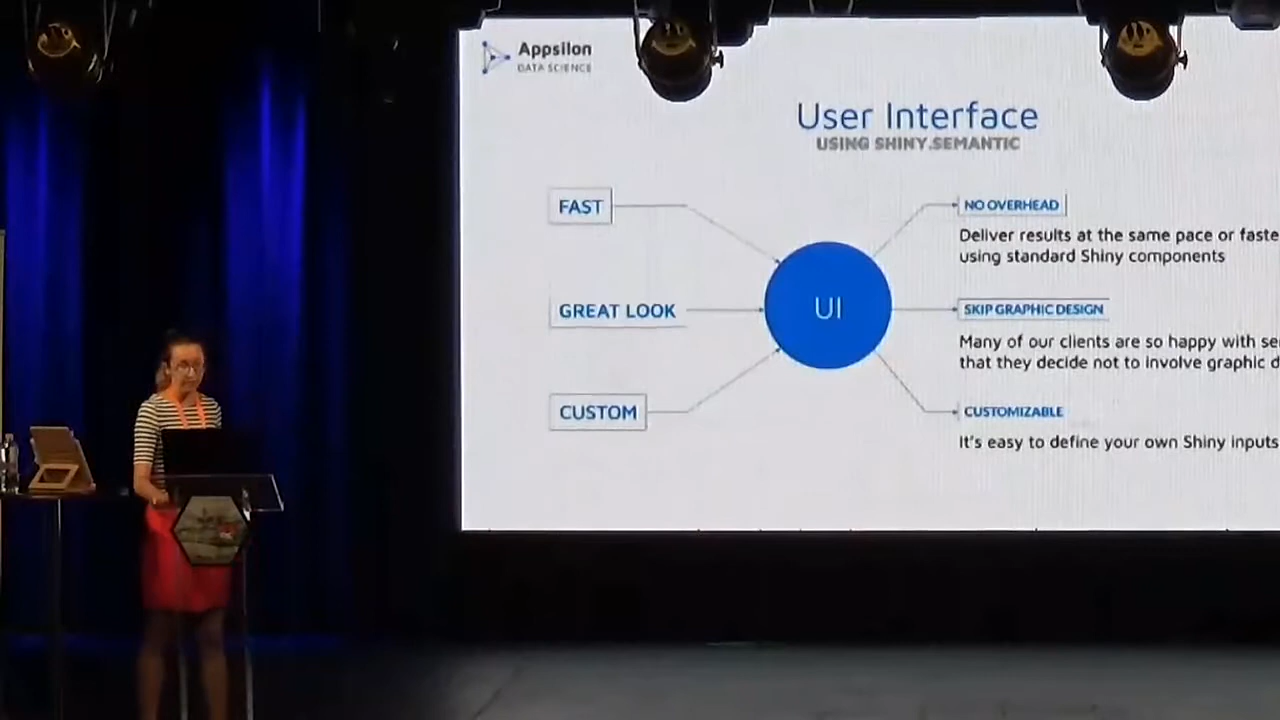 Appsilon
DATA SCIENCE
User Interface
USING SHINY.SEMANTIC
FAST
GREAT LOOK
CUSTOM
UI
NO OVERHEAD
Deliver results at the same pace or faste
using standard Shiny components
SKIP GRAPHIC DESIGN
Many of our clients are so happy with se
that they decide not to involve graphic d
CUSTOMIZABLE
It's easy to define your own Shiny inputs